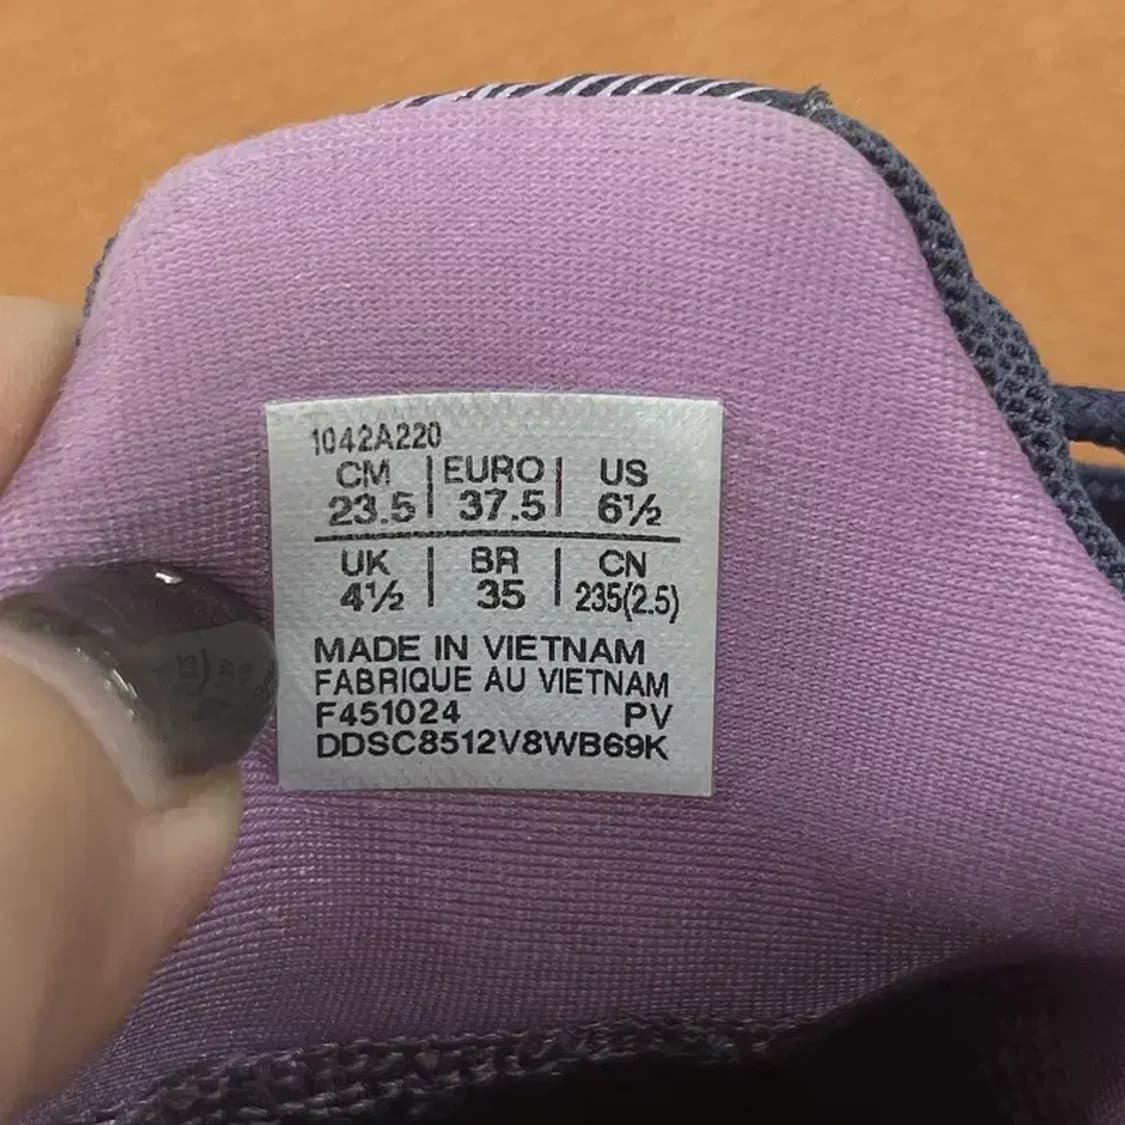 1042A220
CM | EURO | US
23.5 | 37.5 | 6½
UK | BR | CN
4½ | 35 | 235(2.5)
MADE IN VIETNAM
FABRIQUE AU VIETNAM
F451024 PV
DDSC8512V8WB69K